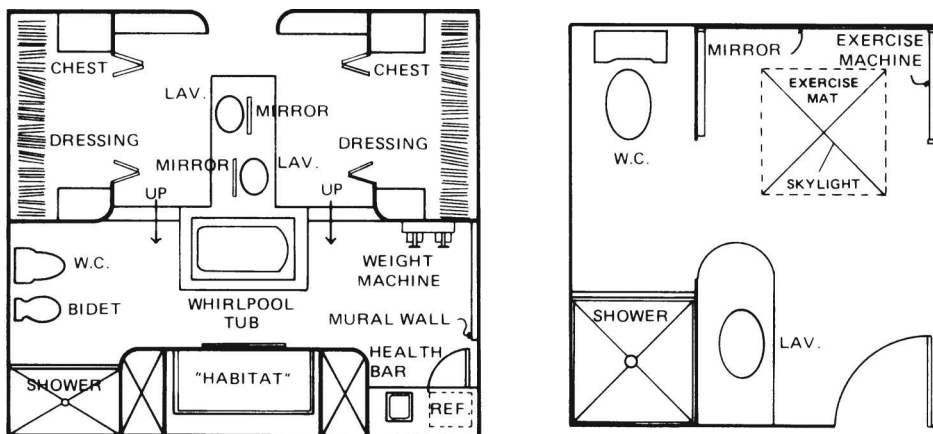 CHEST
CHEST
LAV.
MIRROR
DRESSING
DRESSING
MIRROR
LAV.
UP
UP
W.C.
WEIGHT
MACHINE
BIDET
WHIRLPOOL
TUB
MURAL WALL
HEALTH
BAR
SHOWER
"HABITAT"
REF.
MIRROR
EXERCISE
MACHINE
EXERCISE
MAT
W.C.
SKYLIGHT
SHOWER
LAV.